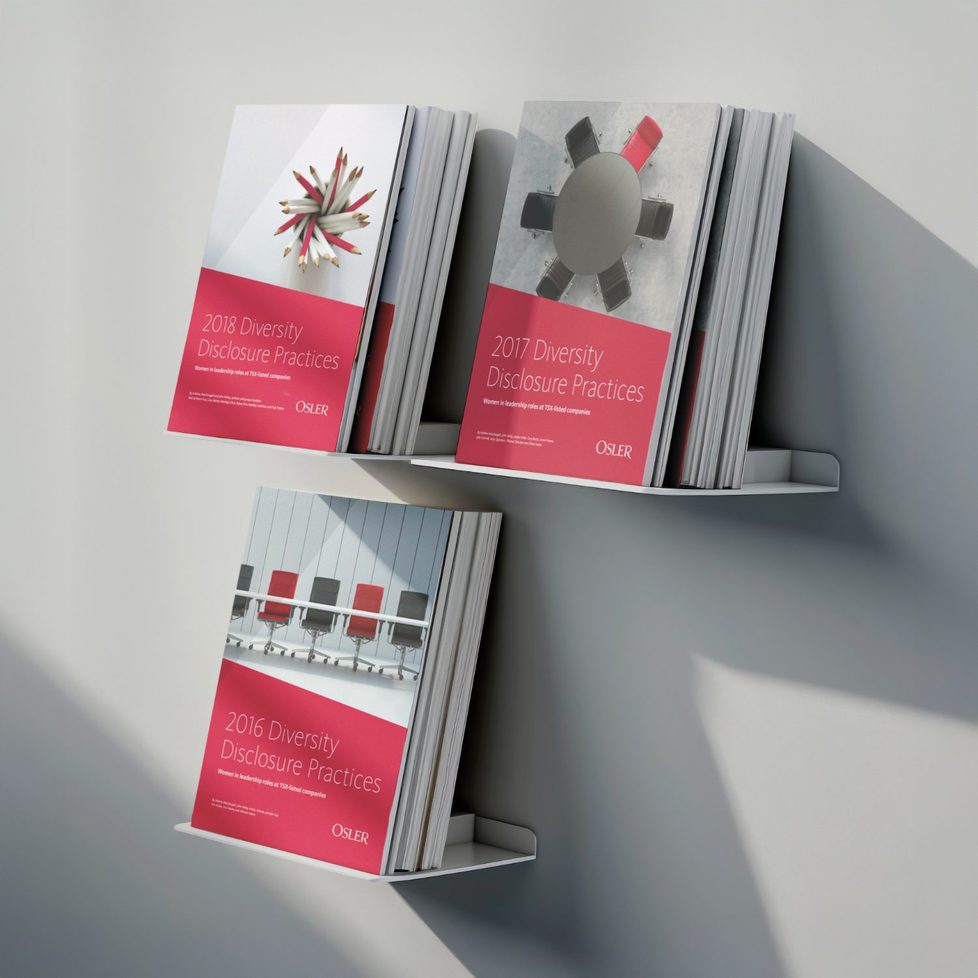 2018 Diversity
Disclosure Practices
Women in leadership roles at TSX-listed companies
OSLER
2017 Diversity
Disclosure Practices
Women in leadership roles at TSX-listed companies
OSLER
2016 Diversity
Disclosure Practices
Women in leadership roles at TSX-listed companies
OSLER